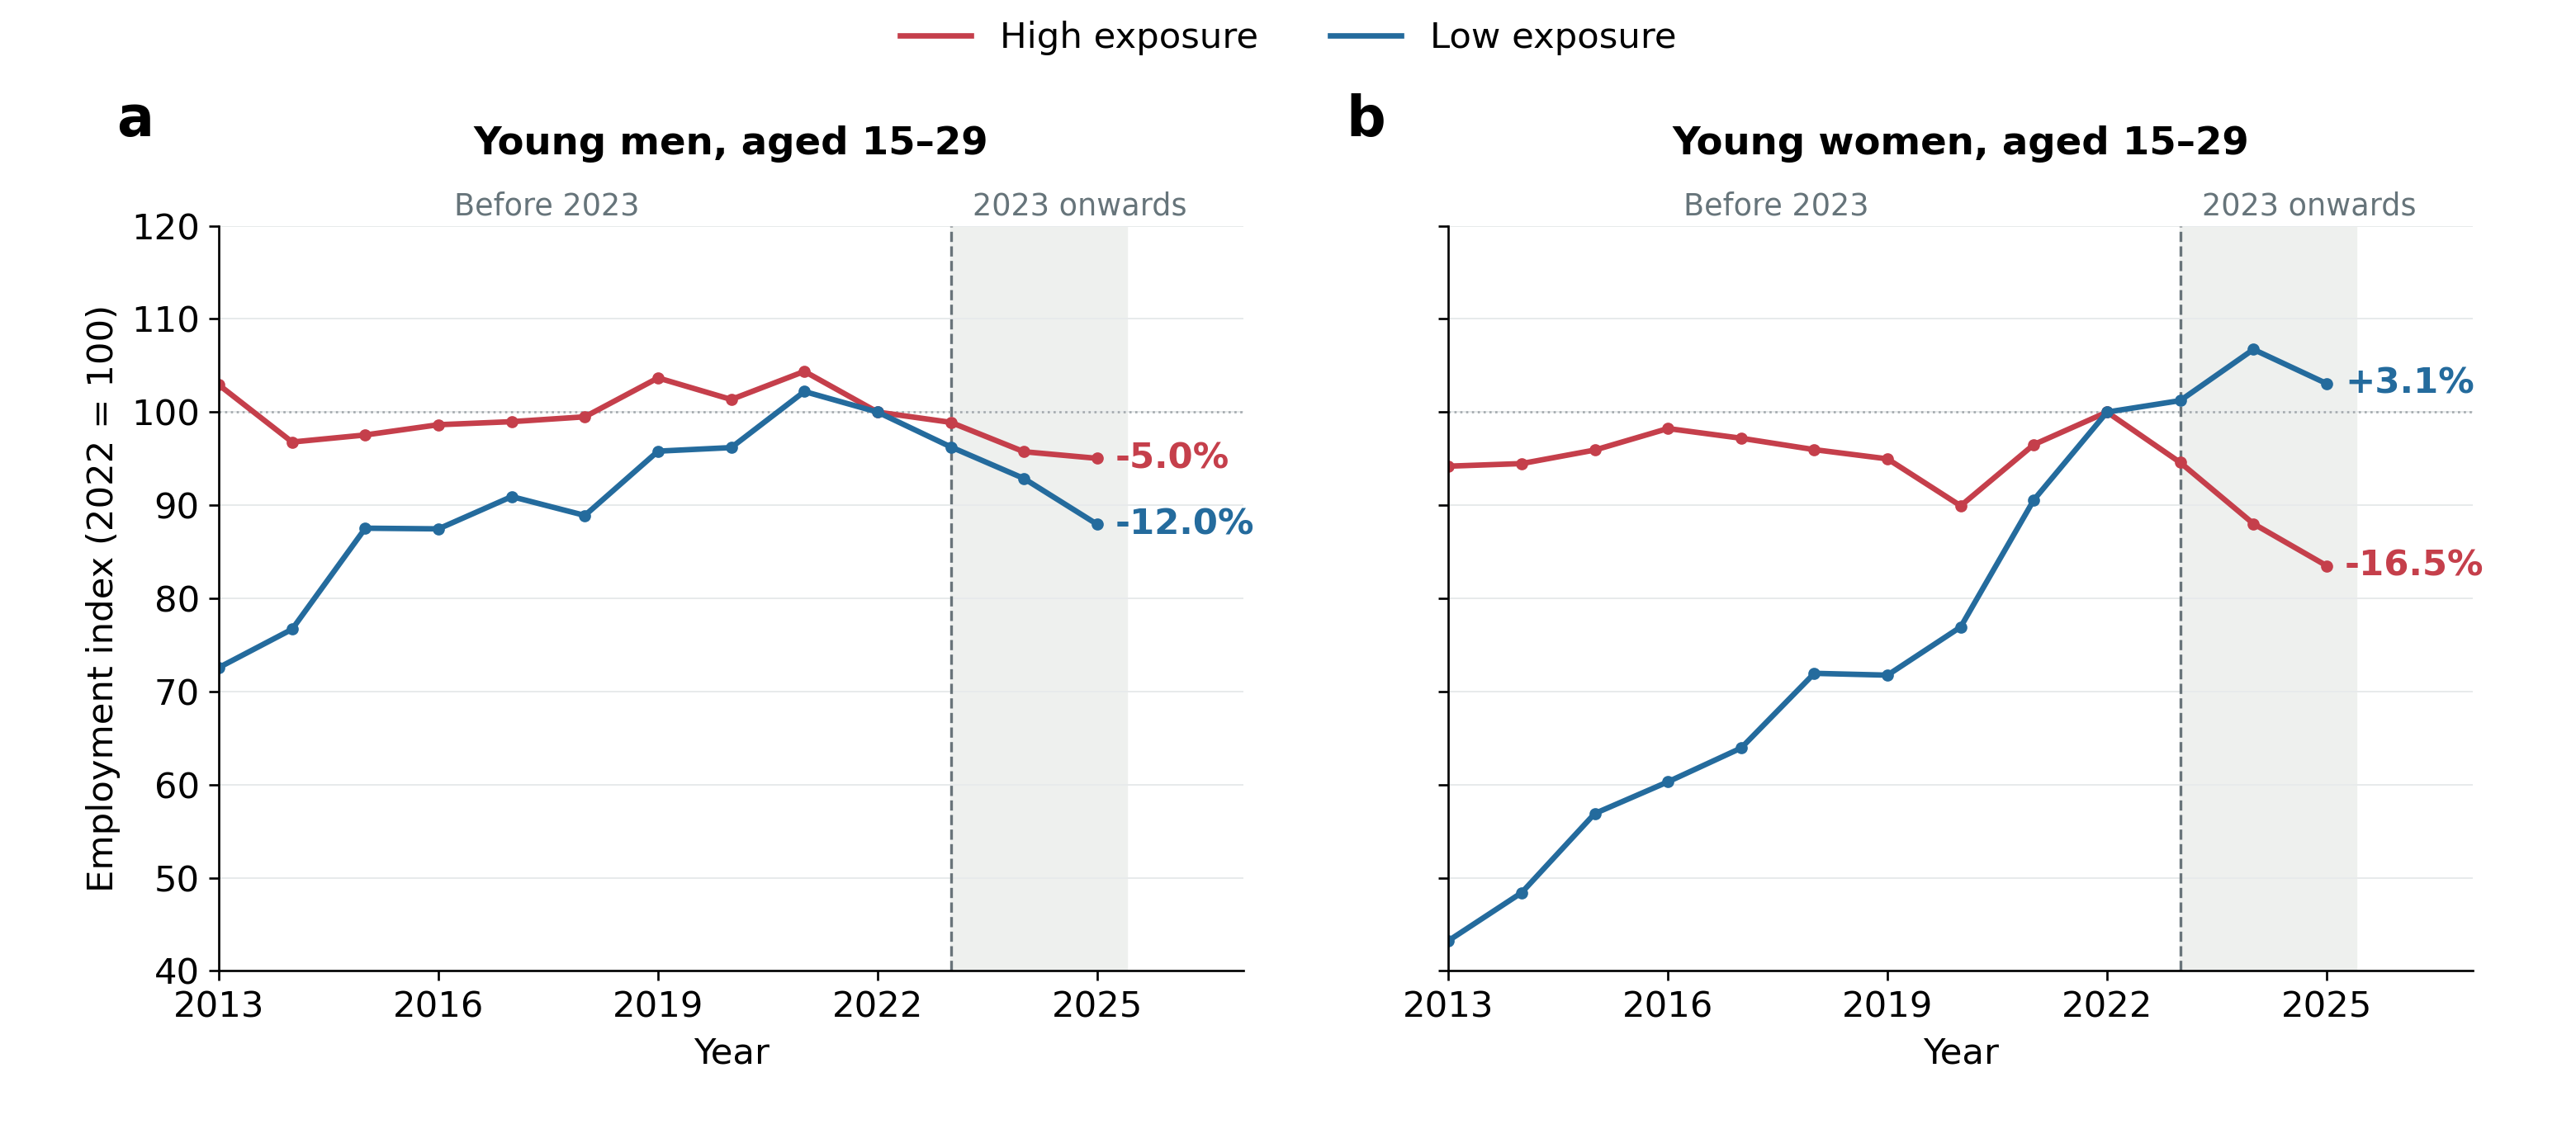 High exposure
Low exposure
a
Young men, aged 15–29
Before 2023
2023 onwards
Employment index (2022 = 100)
120
110
100
90
80
70
60
50
40
-5.0%
-12.0%
2013
2016
2019
2022
2025
Year
b
Young women, aged 15–29
Before 2023
2023 onwards
+3.1%
-16.5%
2013
2016
2019
2022
2025
Year